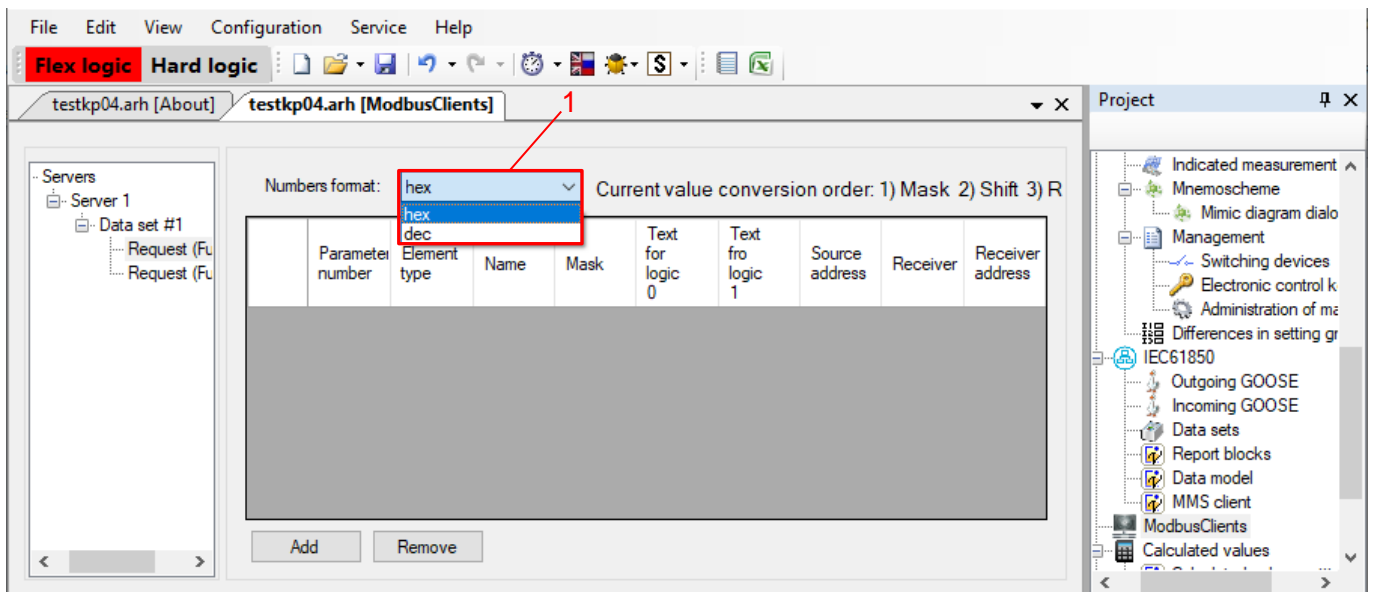 File Edit View Configuration Service Help
Flex logic Hard logic
testkp04.arh [About] testkp04.arh [ModbusClients]
1
Project
Servers
Server 1
Data set #1
Request (Fu
Request (Fu
Numbers format: hex
Current value conversion order: 1) Mask 2) Shift 3) R
hex
dec
Parameter number
Element type
Name
Mask
Text for logic 0
Text fro logic 1
Source address
Receiver
Receiver address
Add Remove
Indicated measurement
Mnemoscheme
Mimic diagram dialo
Management
Switching devices
Electronic control k
Administration of ma
Differences in setting gr
IEC61850
Outgoing GOOSE
Incoming GOOSE
Data sets
Report blocks
Data model
MMS client
ModbusClients
Calculated values